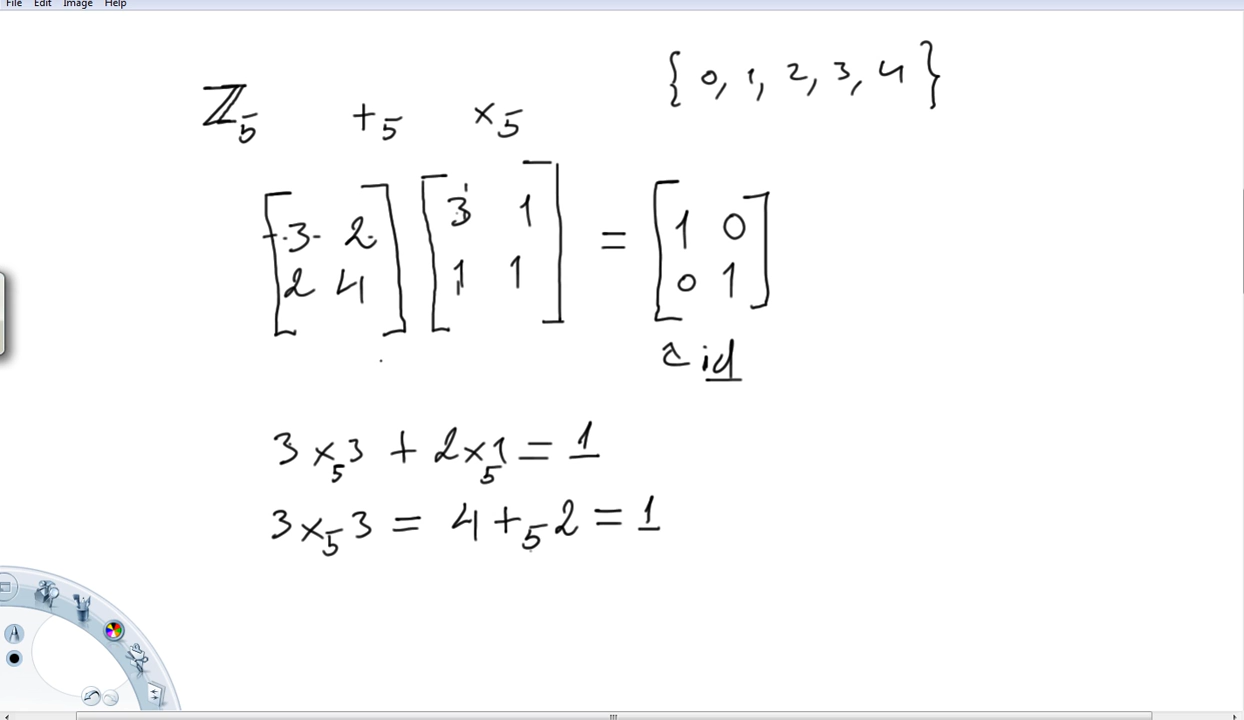 File Edit Image Help
{ 0, 1, 2, 3, 4 }
ℤ5 +5 ×5
[3 2] [3 1] = [1 0]
[2 4] [1 1] [0 1]
id
3 ×5 3 + 2 ×5 1 = 1
3 ×5 3 = 4 +5 2 = 1